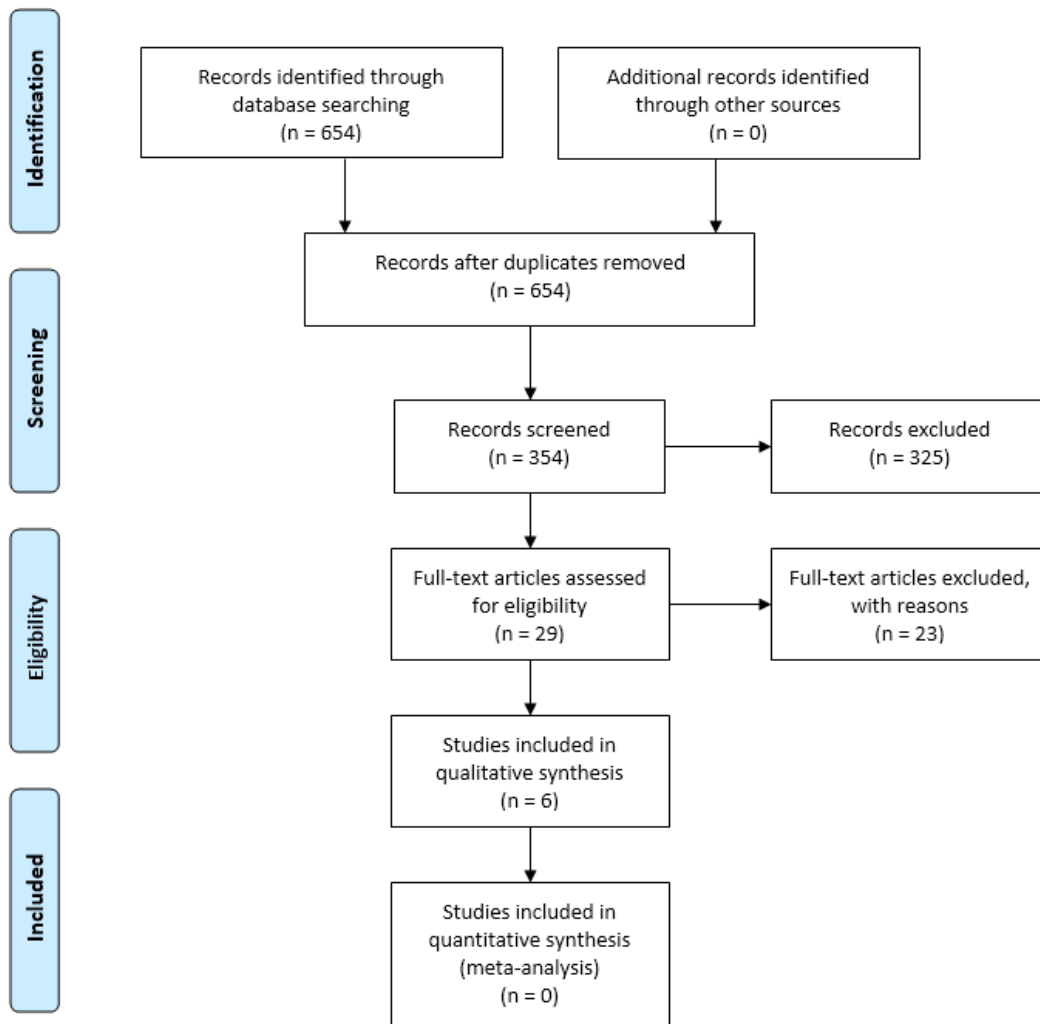 Identification
Records identified through
database searching
(n = 654)
Additional records identified
through other sources
(n = 0)
Records after duplicates removed
(n = 654)
Screening
Records screened
(n = 354)
Records excluded
(n = 325)
Eligibility
Full-text articles assessed
for eligibility
(n = 29)
Full-text articles excluded,
with reasons
(n = 23)
Studies included in
qualitative synthesis
(n = 6)
Included
Studies included in
quantitative synthesis
(meta-analysis)
(n = 0)